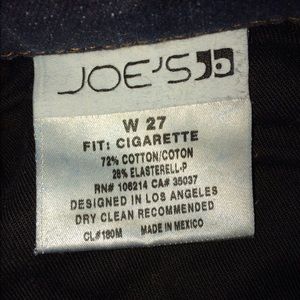 JOE'S
W 27
FIT: CIGARETTE
72% COTTON/COTON
28% ELASTERELL-P
RN# 106214 CA# 35037
DESIGNED IN LOS ANGELES
DRY CLEAN RECOMMENDED
CL#180M MADE IN MEXICO